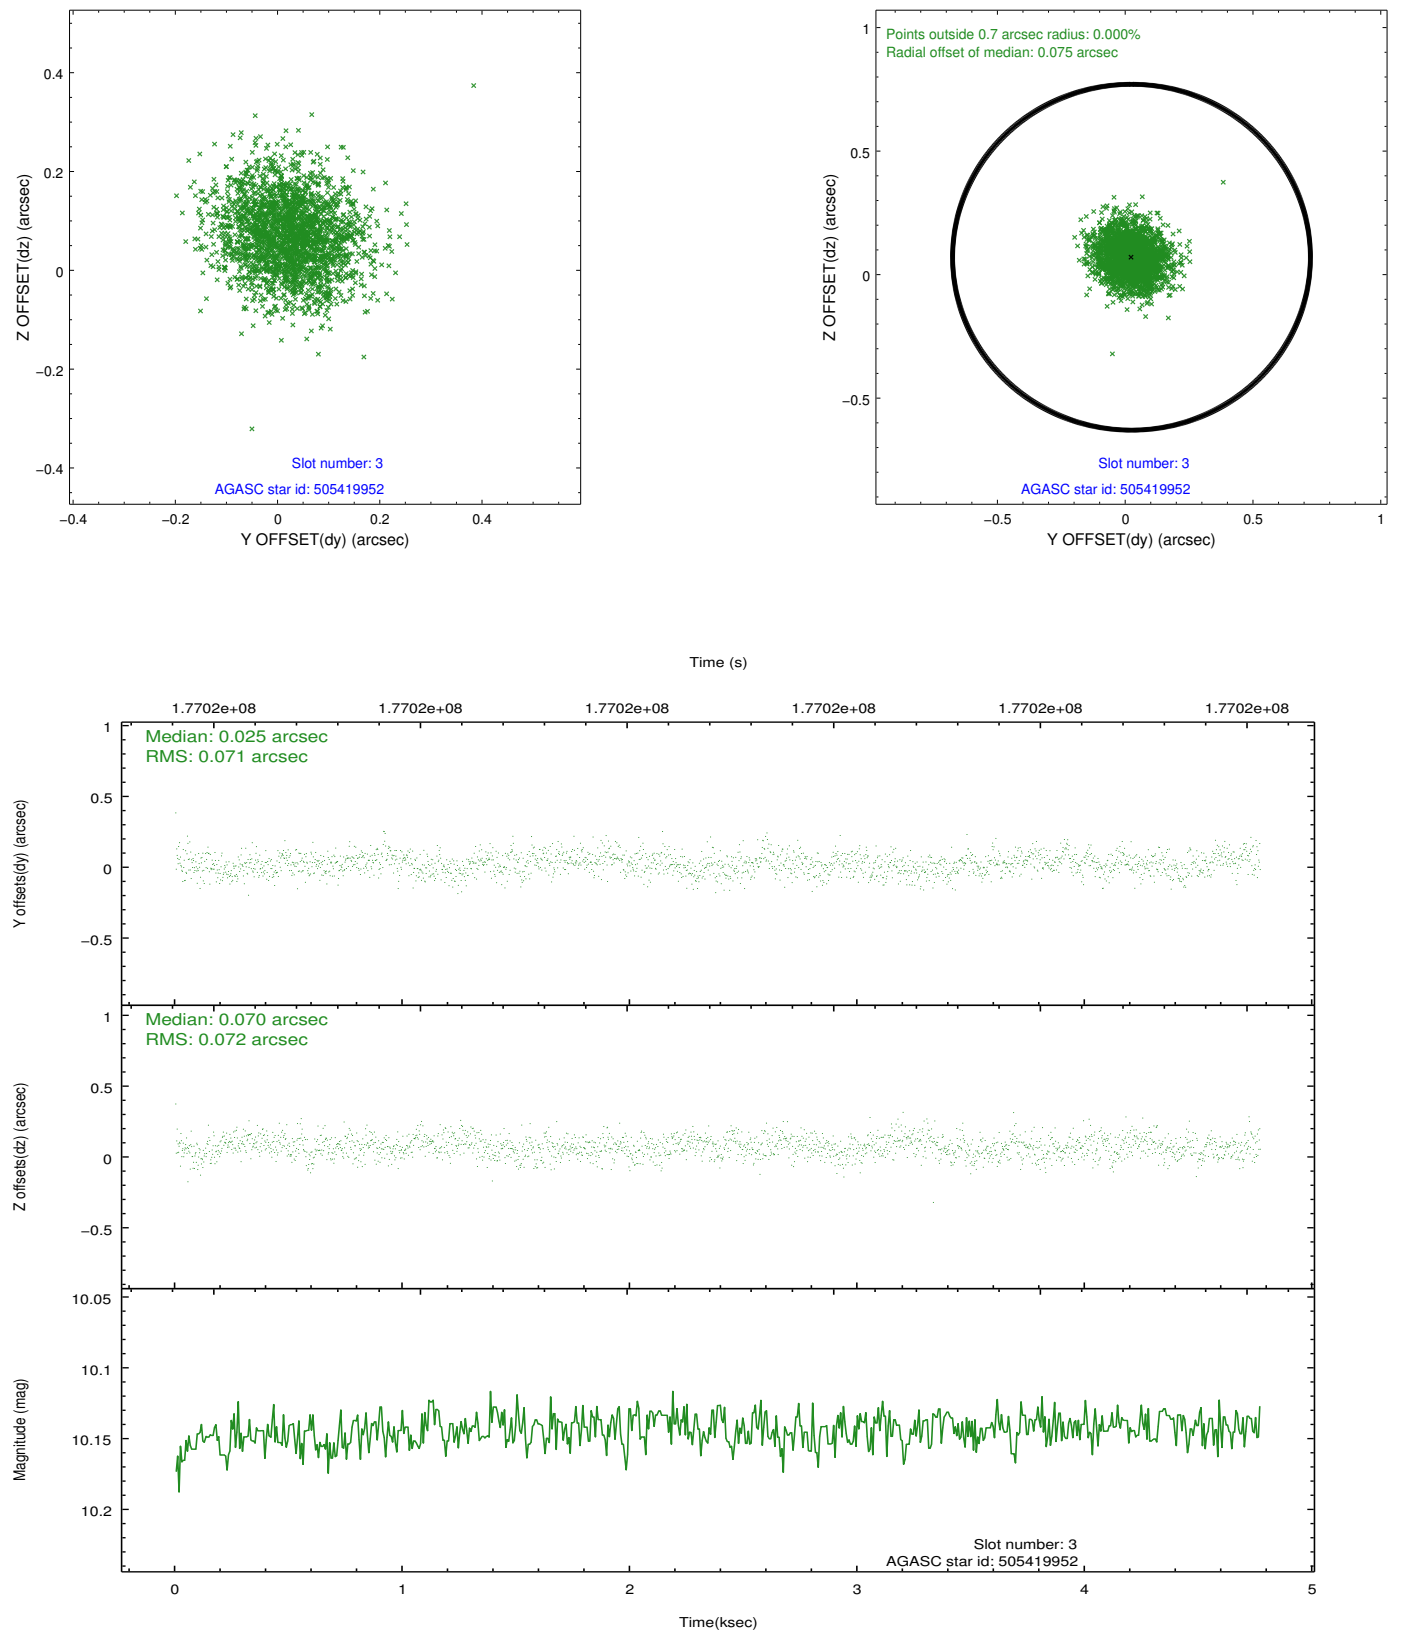 0.4
0.2
0
−0.2
−0.4
Z OFFSET(dz) (arcsec)
Slot number: 3
AGASC star id: 505419952
−0.4 −0.2 0 0.2 0.4
Y OFFSET(dy) (arcsec)
Points outside 0.7 arcsec radius: 0.000%
Radial offset of median: 0.075 arcsec
1
0.5
0
−0.5
Z OFFSET(dz) (arcsec)
Slot number: 3
AGASC star id: 505419952
−0.5 0 0.5 1
Y OFFSET(dy) (arcsec)
Time (s)
1.7702e+08 1.7702e+08 1.7702e+08 1.7702e+08 1.7702e+08 1.7702e+08
Median: 0.025 arcsec
RMS: 0.071 arcsec
1
0.5
0
−0.5
Y offsets(dy) (arcsec)
Median: 0.070 arcsec
RMS: 0.072 arcsec
1
0.5
0
−0.5
Z offsets(dz) (arcsec)
10.05
10.1
10.15
10.2
Magnitude (mag)
Slot number: 3
AGASC star id: 505419952
0 1 2 3 4 5
Time(ksec)